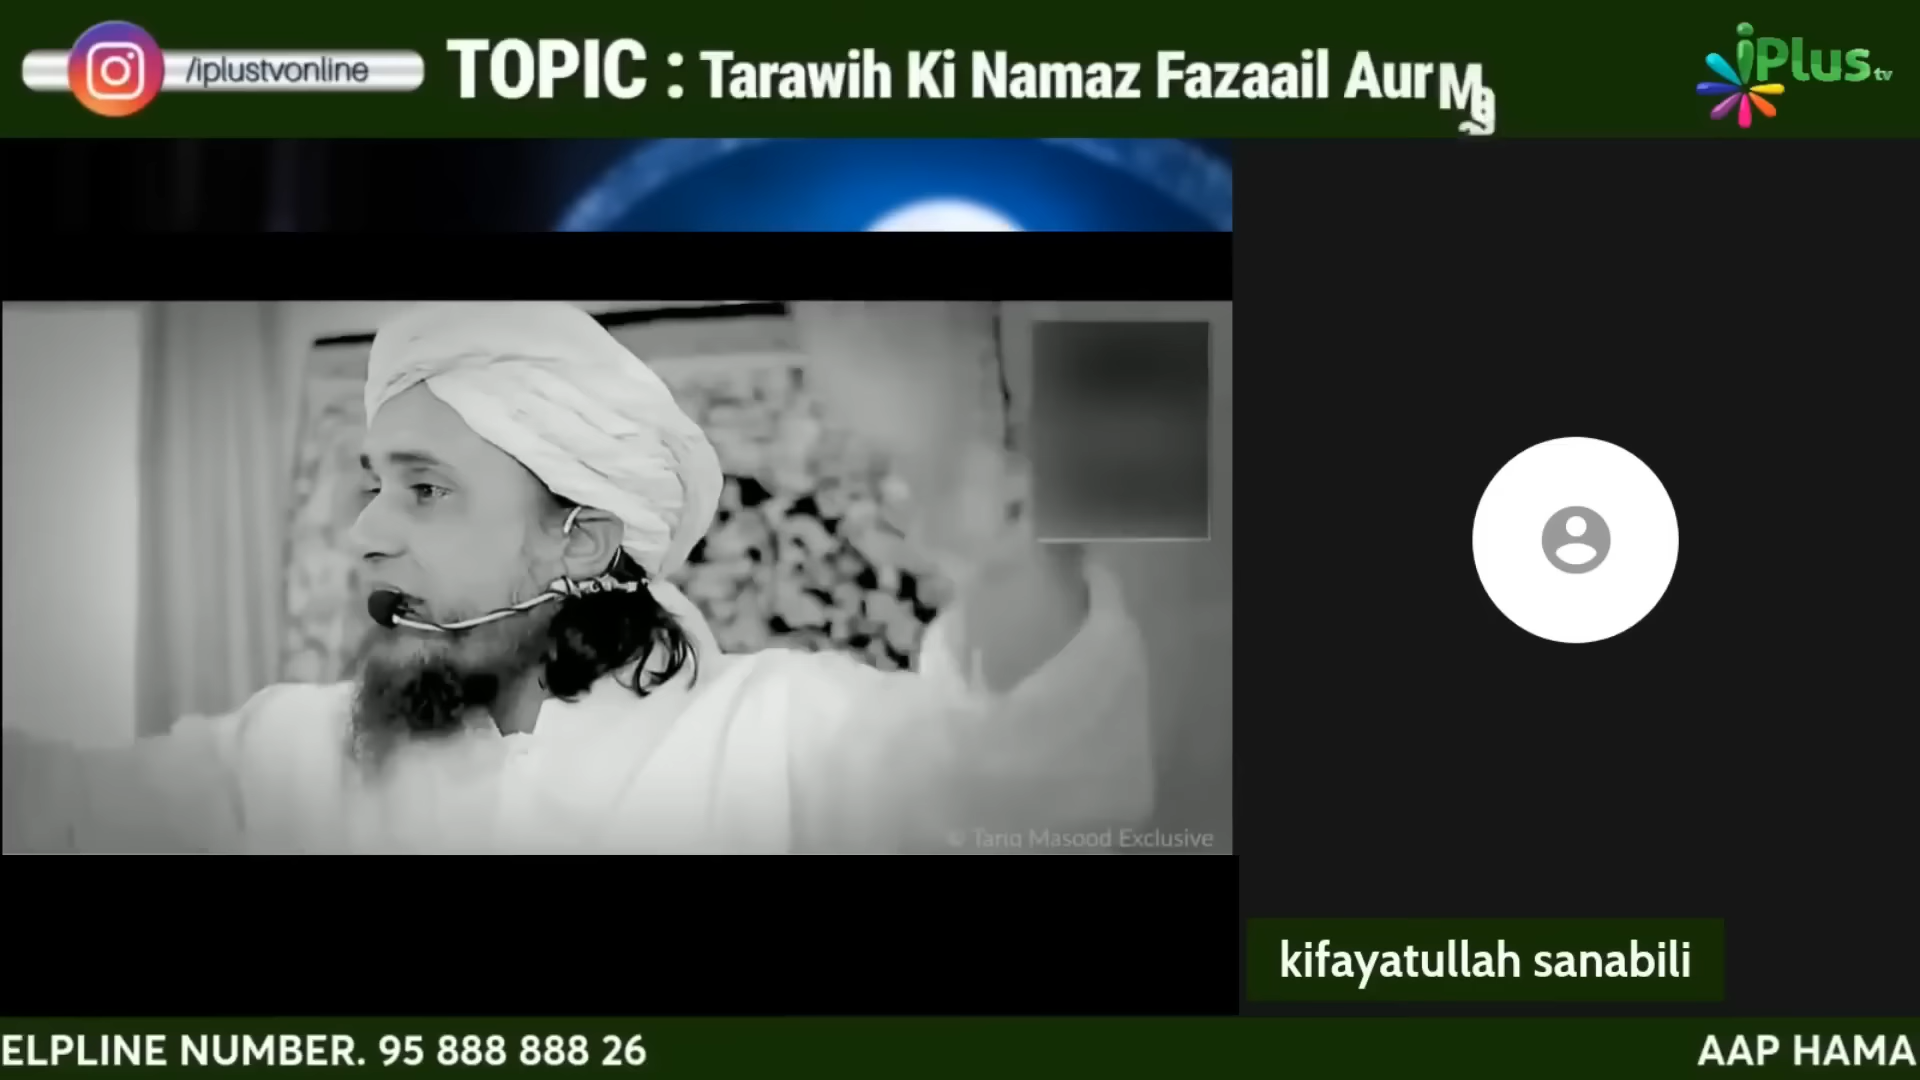 /iplustvonline
TOPIC : Tarawih Ki Namaz Fazaail Aur
iPlus tv
© Tariq Masood Exclusive
kifayatullah sanabili
ELPLINE NUMBER. 95 888 888 26
AAP HAMA